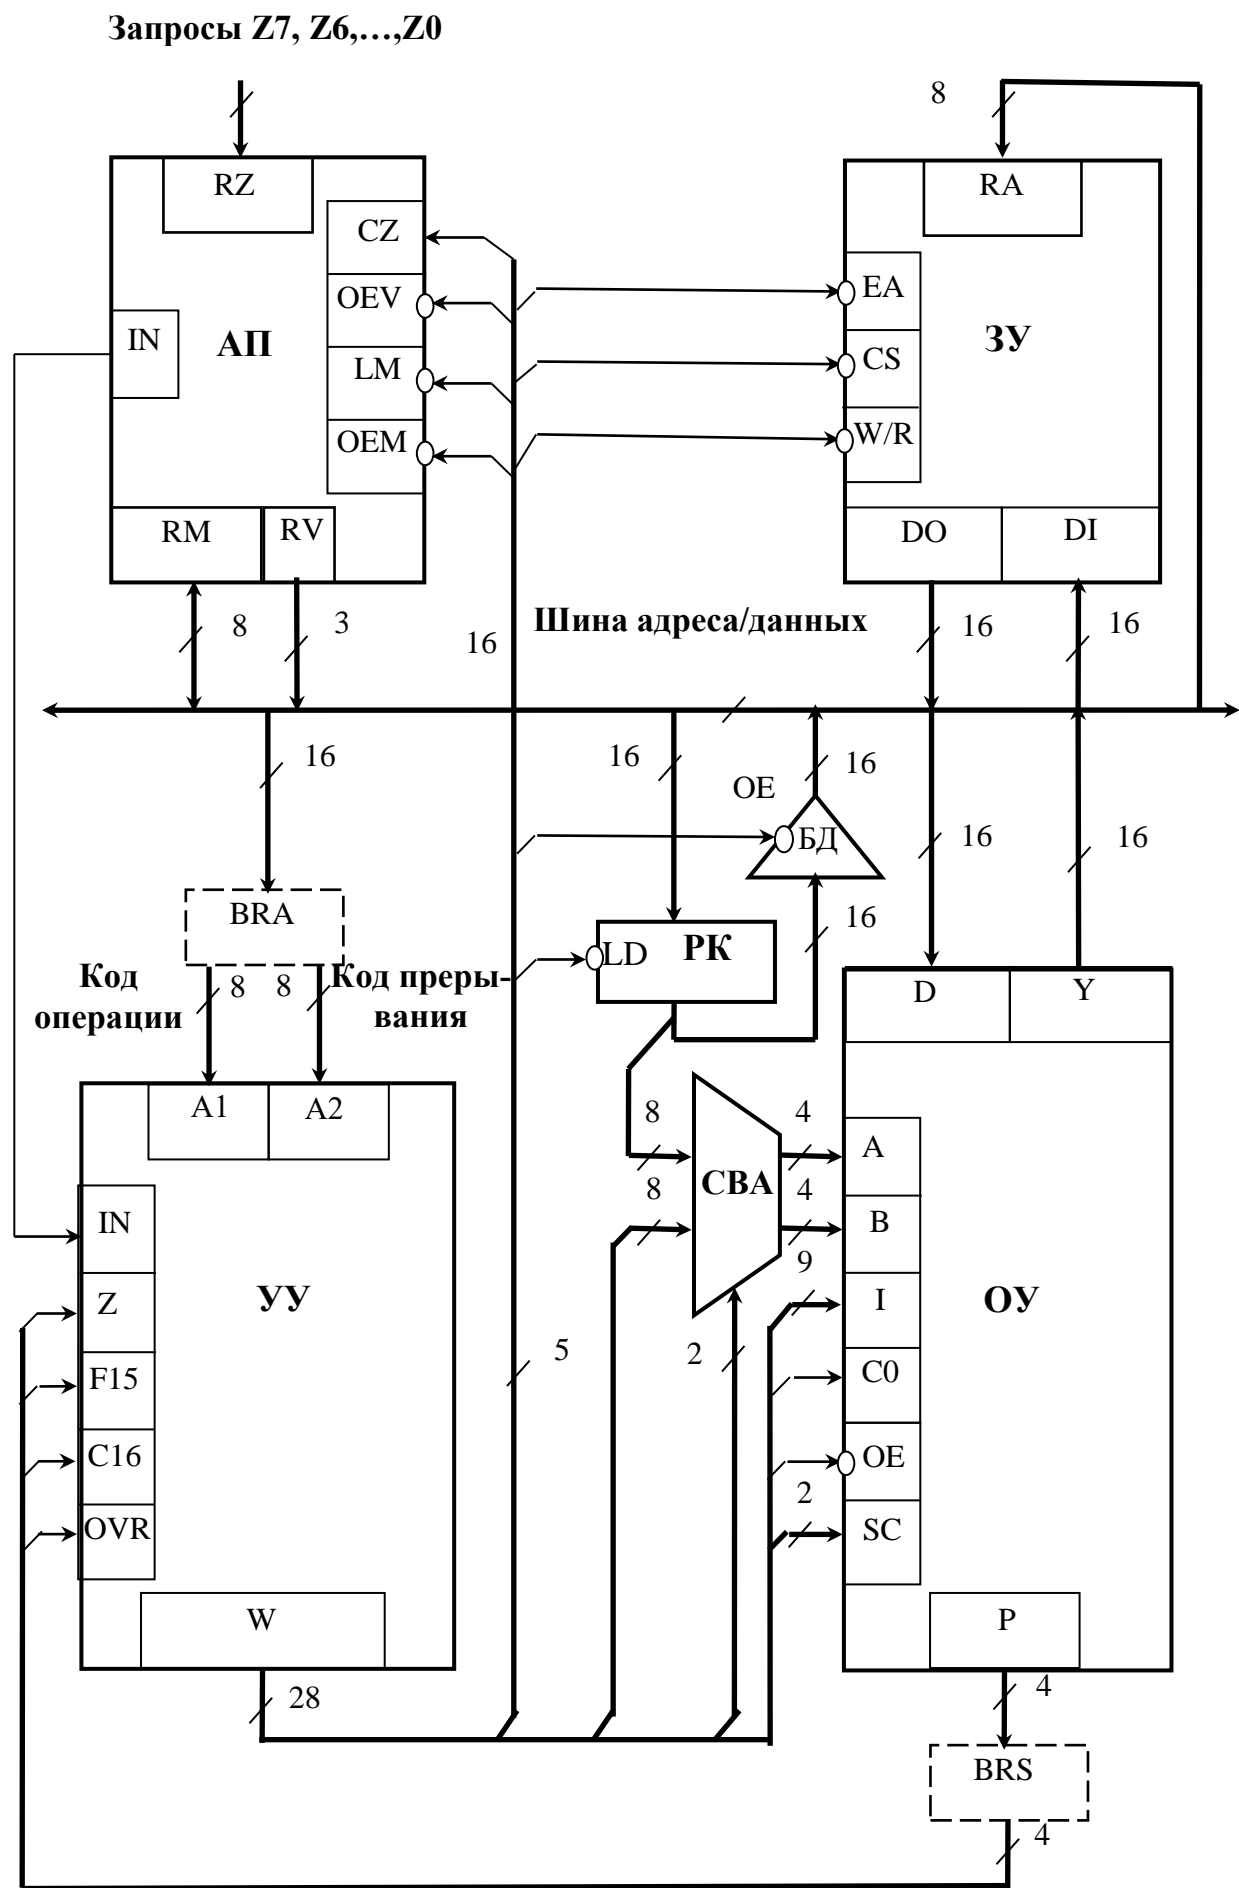 Запросы Z7, Z6,…,Z0
8
RZ
RA
CZ
OEV
EA
IN
АП
ЗУ
LM
CS
OEM
W/R
RM
RV
DO
DI
8
3
16
Шина адреса/данных
16
16
16
16
16
OE
БД
16
16
BRA
16
LD
РК
Код
операции
8
8
Код преры-
вания
D
Y
A1
A2
8
4
A
СВА
8
4
IN
B
9
Z
УУ
I
ОУ
5
2
F15
C0
C16
OE
2
OVR
SC
W
P
28
4
BRS
4